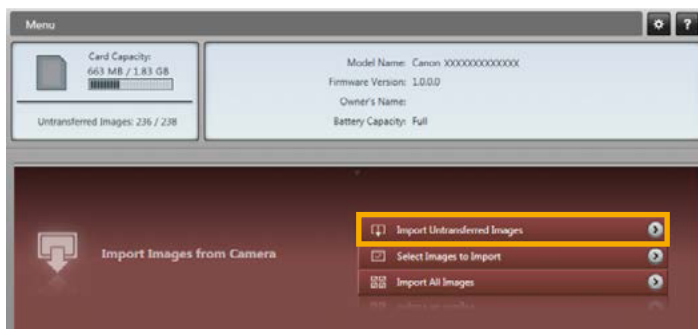 Menu
?
Card Capacity:
663 MB / 1.83 GB
Untransferred Images: 236 / 238
Model Name: Canon XXXXXXXXXXXXX
Firmware Version: 1.0.0.0
Owner's Name:
Battery Capacity: Full
Import Images from Camera
Import Untransferred Images
Select Images to Import
Import All Images